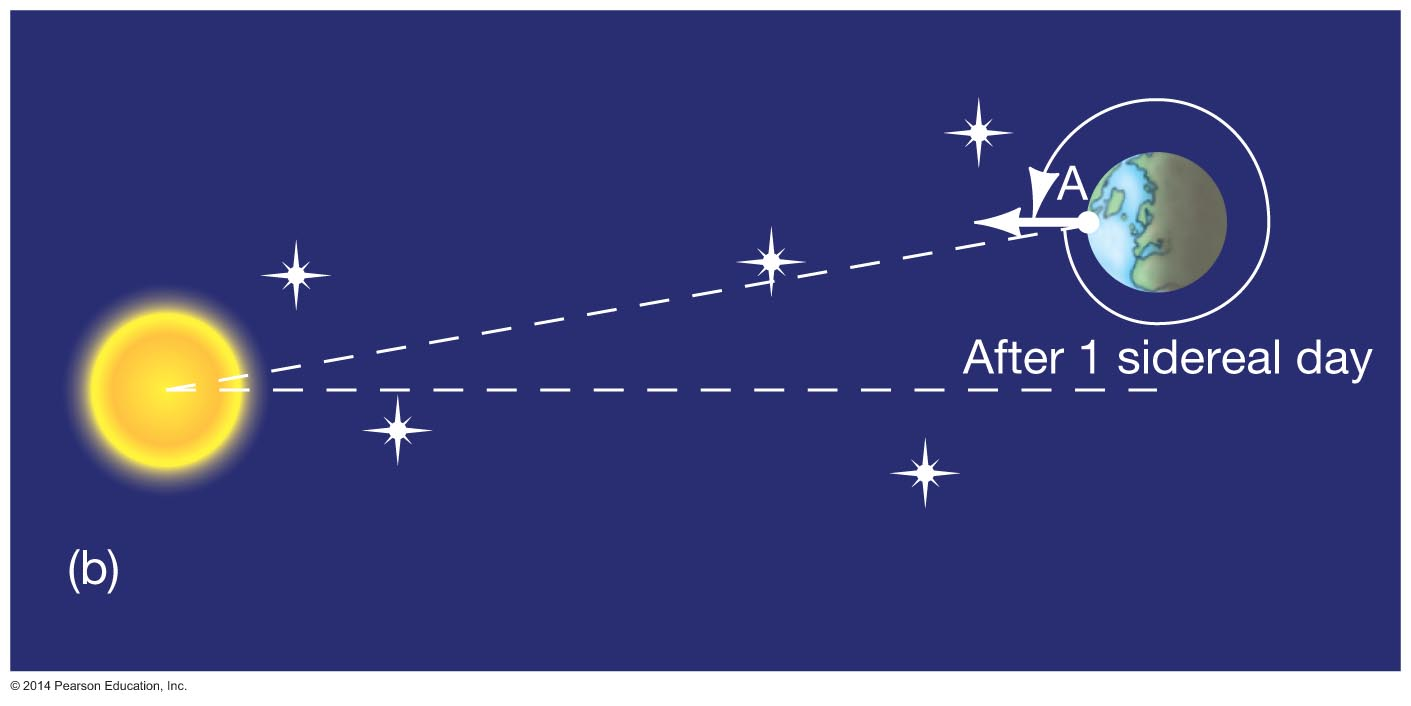 A
After 1 sidereal day
(b)
© 2014 Pearson Education, Inc.